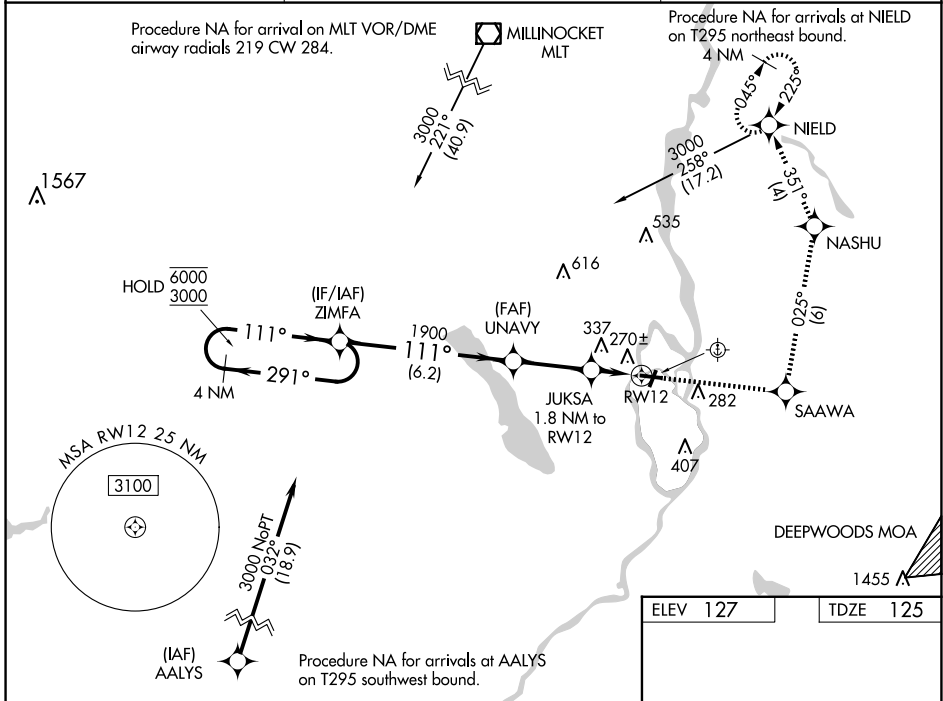 Procedure NA for arrival on MLT VOR/DME
airway radials 219 CW 284.
MILLINOCKET
MLT
Procedure NA for arrivals at NIELD
on T295 northeast bound.
4 NM
045°
225°
NIELD
3000
221°
(40.9)
3000
258°
(17.2)
351°
(4)
NASHU
1567
535
616
025°
(6)
HOLD
6000
3000
(IF/IAF)
ZIMFA
111°
291°
4 NM
1900
111°
(6.2)
(FAF)
UNAVY
337
270±
JUKSA
1.8 NM to
RW12
RW12
282
SAAWA
407
MSA RW12 25 NM
3100
3000 NoPT
032°
(18.9)
(IAF)
AALYS
Procedure NA for arrivals at AALYS
on T295 southwest bound.
DEEPWOODS MOA
1455
ELEV 127
TDZE 125